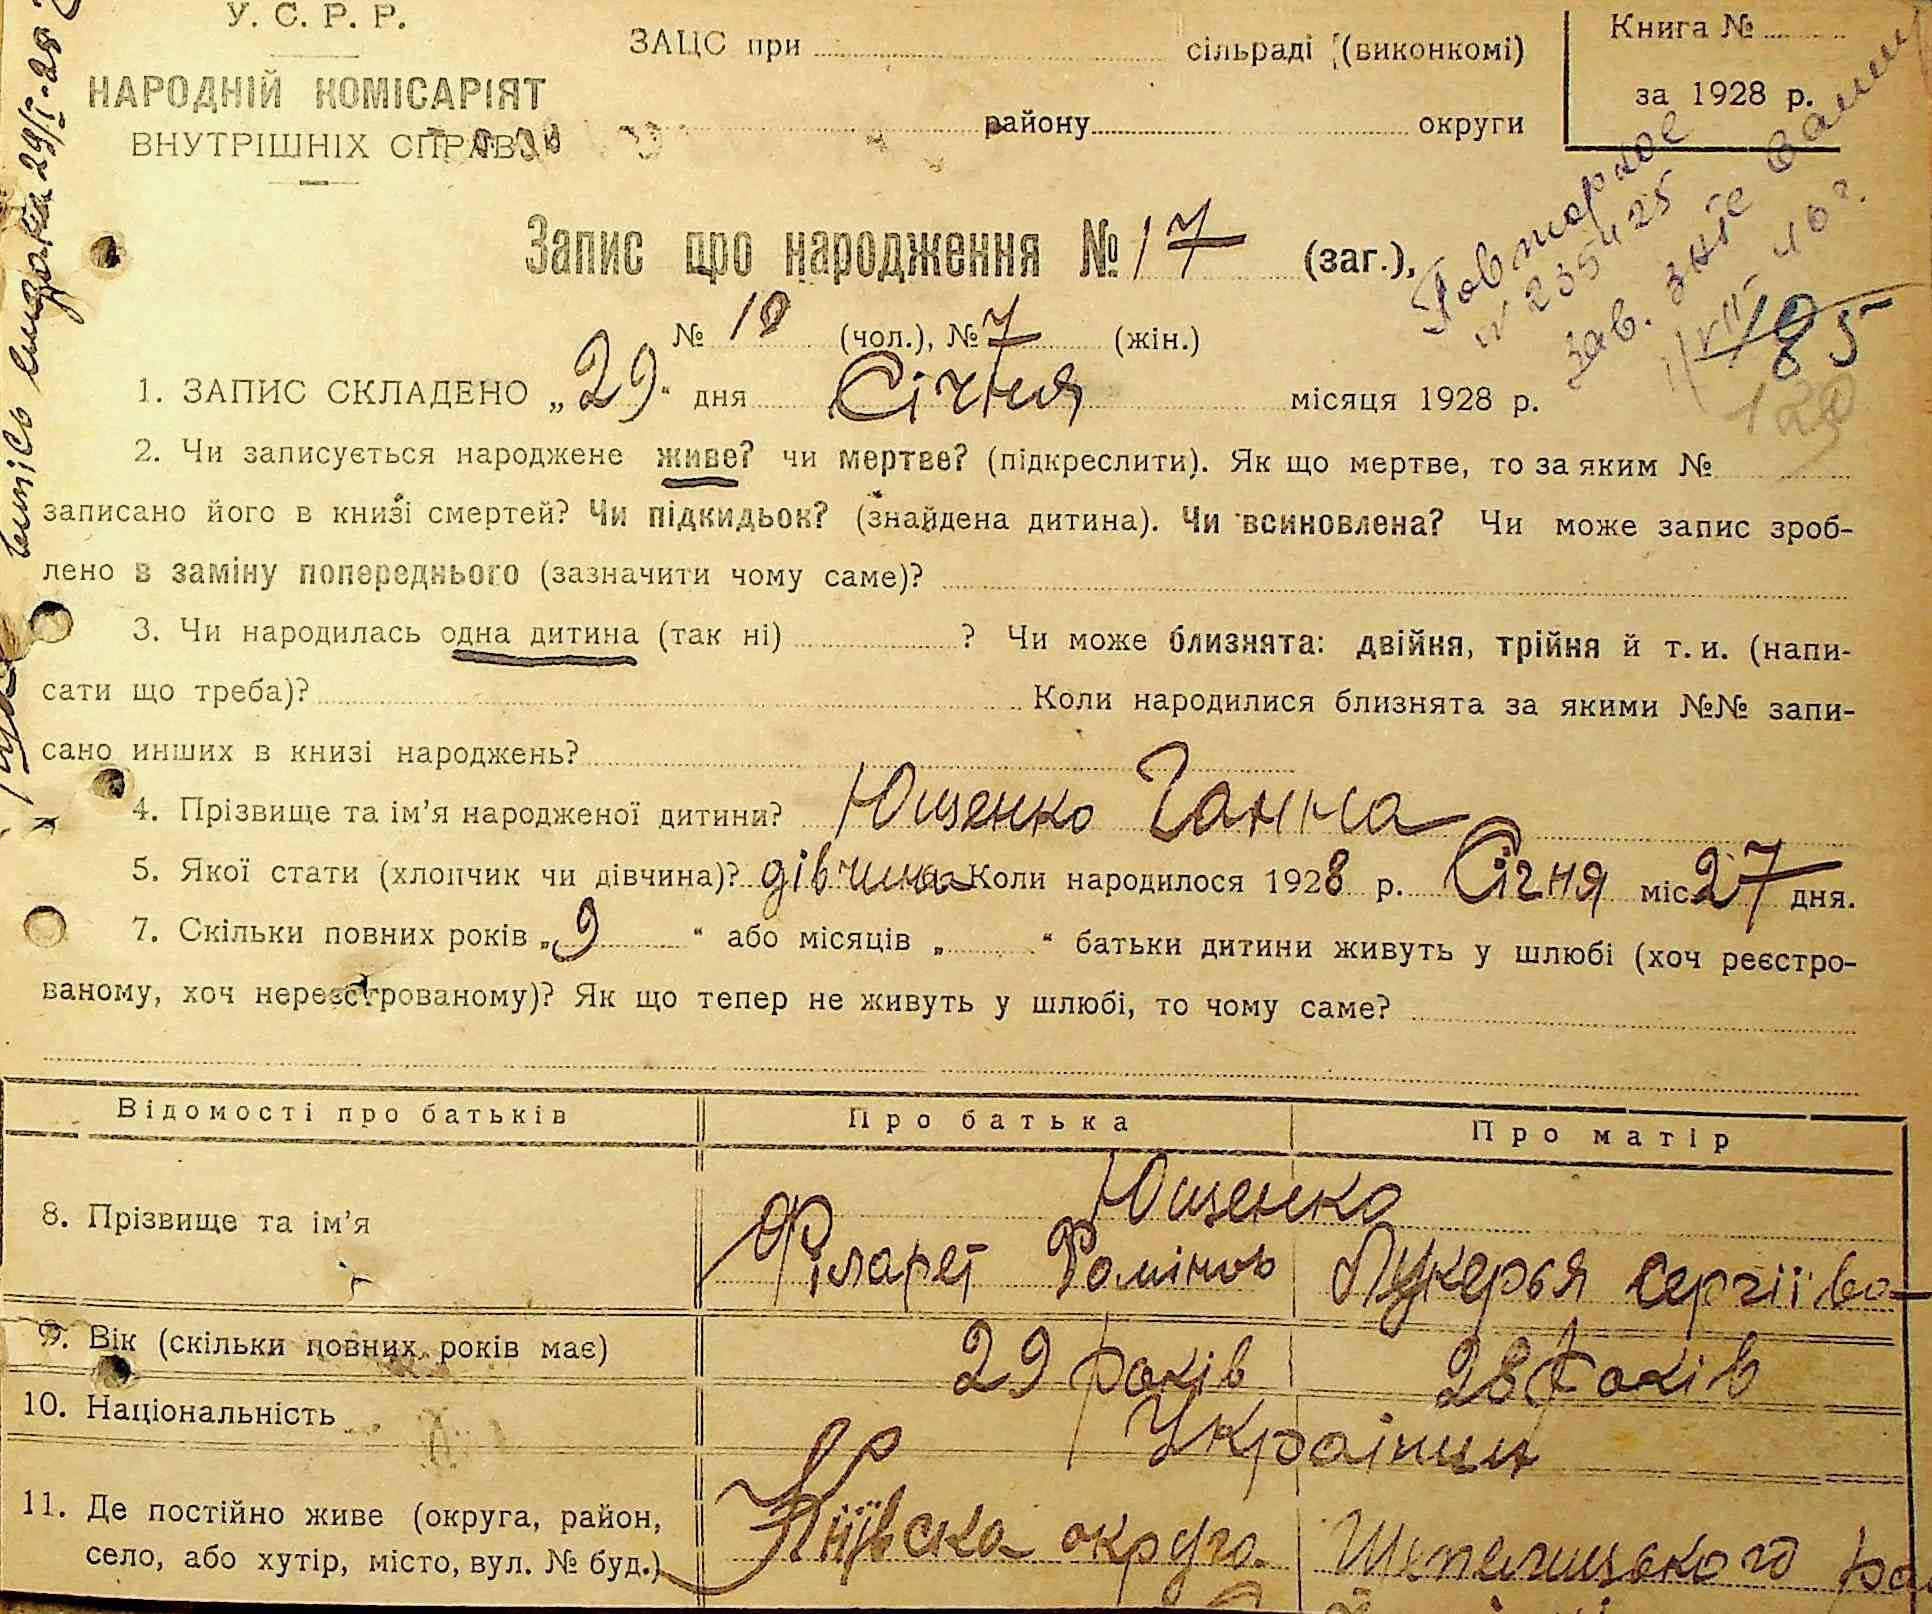 У. С. Р. Р.
НАРОДНІЙ КОМІСАРІЯТ
ВНУТРІШНІХ СПРАВ
ЗАЦС при сільраді (виконкомі)
району округи
Книга №
за 1928 р.
Повторное
Запис про народження № 17 (заг.),
№ 10 (чол.), № 7 (жін.)
1. ЗАПИС СКЛАДЕНО „29" дня Січня місяця 1928 р.
2. Чи записується народжене живе? чи мертве? (підкреслити). Як що мертве, то за яким №
записано його в книзі смертей? Чи підкидьок? (знайдена дитина). Чи всиновлена? Чи може запис зроб-
лено в заміну попереднього (зазначити чому саме)?
3. Чи народилась одна дитина (так ні) ? Чи може близнята: двійня, трійня й т. и. (напи-
сати що треба)? Коли народилися близнята за якими №№ запи-
сано инших в книзі народжень?
4. Прізвище та ім'я народженої дитини? Ющенко Ганна
5. Якої стати (хлопчик чи дівчина)? дівчина Коли народилося 1928 р. Січня міс. 27 дня.
7. Скільки повних років „9" або місяців „ " батьки дитини живуть у шлюбі (хоч реєстро-
ваному, хоч нереєстрованому)? Як що тепер не живуть у шлюбі, то чому саме?
Відомості про батьків Про батька Про матір
Ющенко
8. Прізвище та ім'я Філарет Фомінов Лукерья Сергіїва
9. Вік (скільки повних років має) 29 років 28 років
10. Національність Українци
11. Де постійно живе (округа, район, Київска округа Шепелицького
село, або хутір, місто, вул. № буд.)